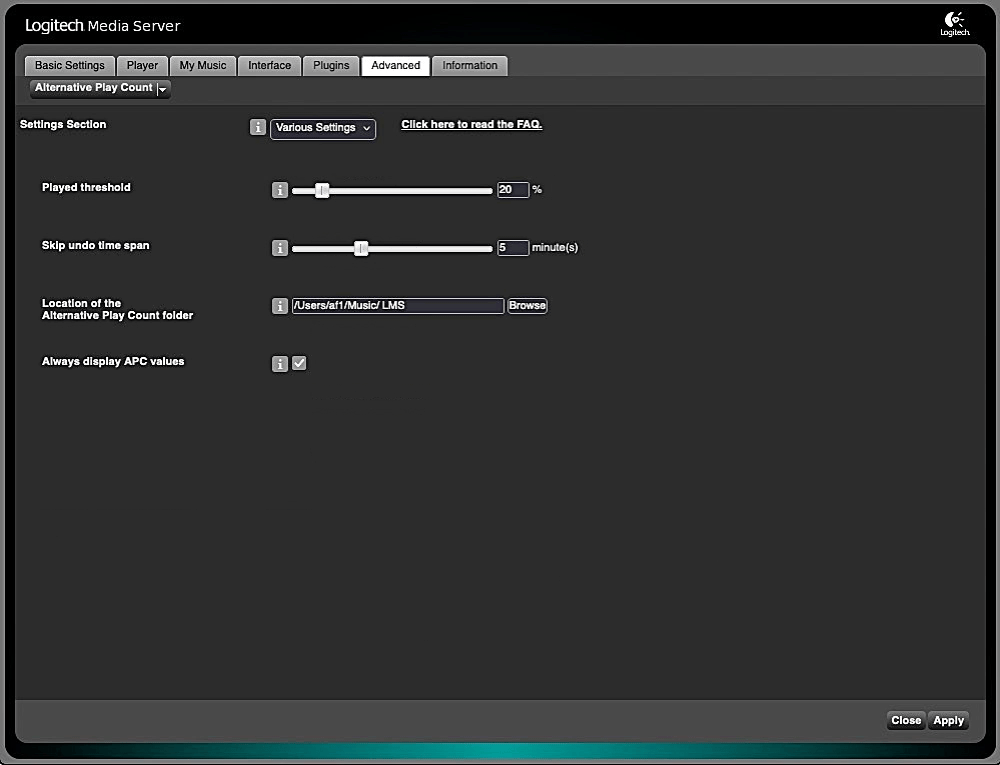 Logitech Media Server
Logitech
Basic Settings Player My Music Interface Plugins Advanced Information
Alternative Play Count
Settings Section i Various Settings Click here to read the FAQ.
Played threshold i 20 %
Skip undo time span i 5 minute(s)
Location of the
Alternative Play Count folder i /Users/af1/Music/ LMS Browse
Always display APC values i
Close Apply